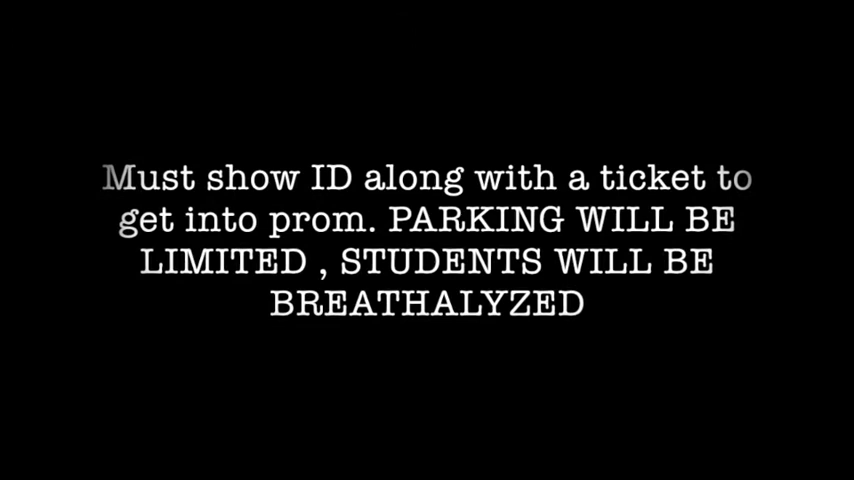 Must show ID along with a ticket to
get into prom. PARKING WILL BE
LIMITED , STUDENTS WILL BE
BREATHALYZED